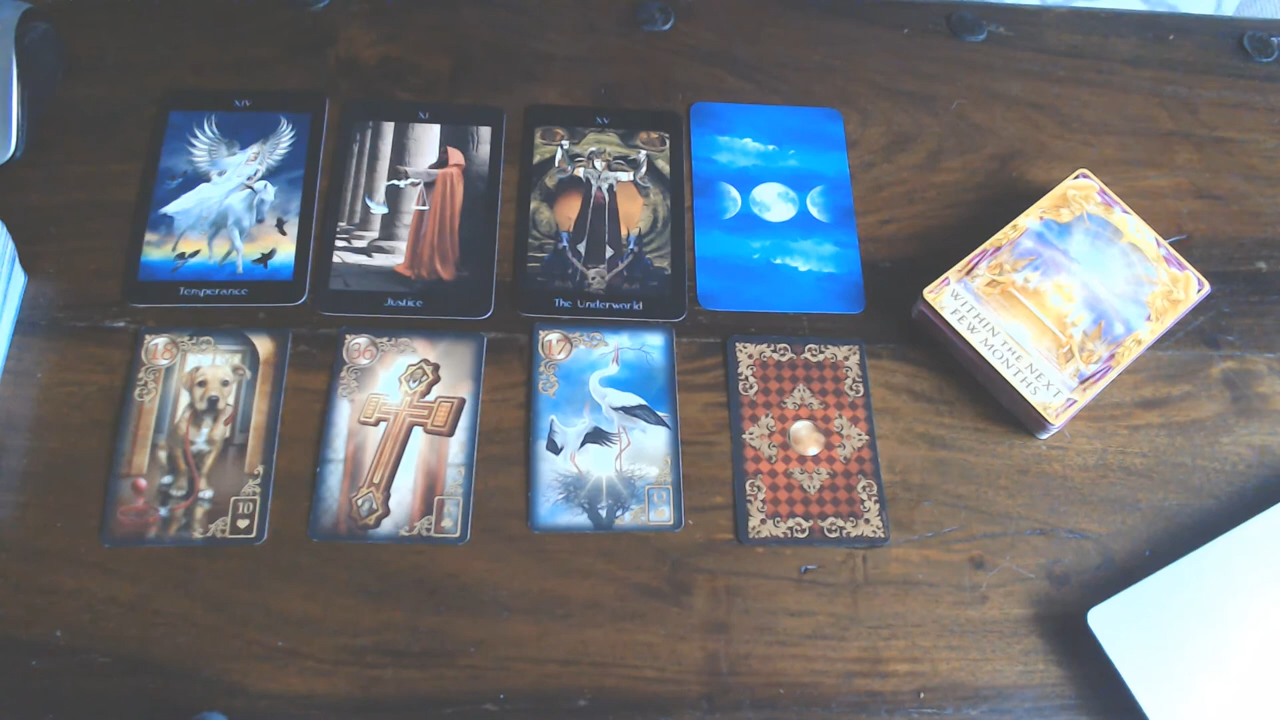 XIV
Temperance
XI
Justice
XV
The Underworld
18
10
36
17
WITHIN THE NEXT
FEW MONTHS